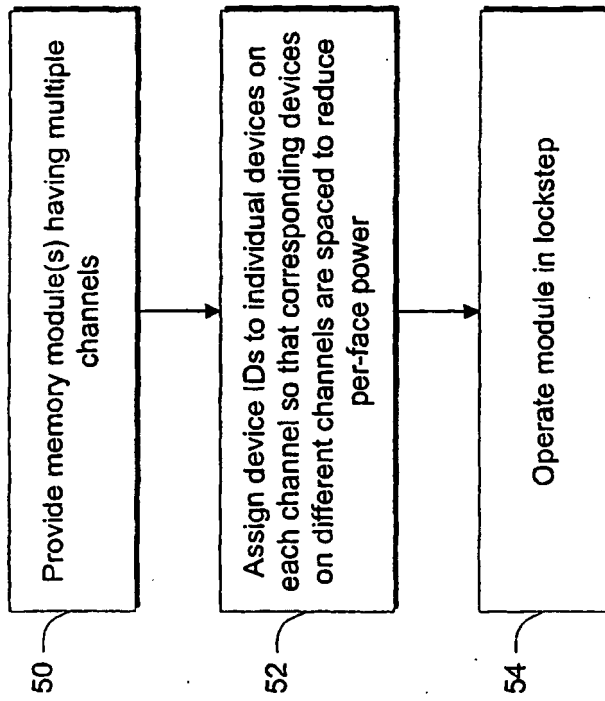 50
Provide memory module(s) having multiple
channels
52
Assign device IDs to individual devices on
each channel so that corresponding devices
on different channels are spaced to reduce
per-face power
54
Operate module in lockstep